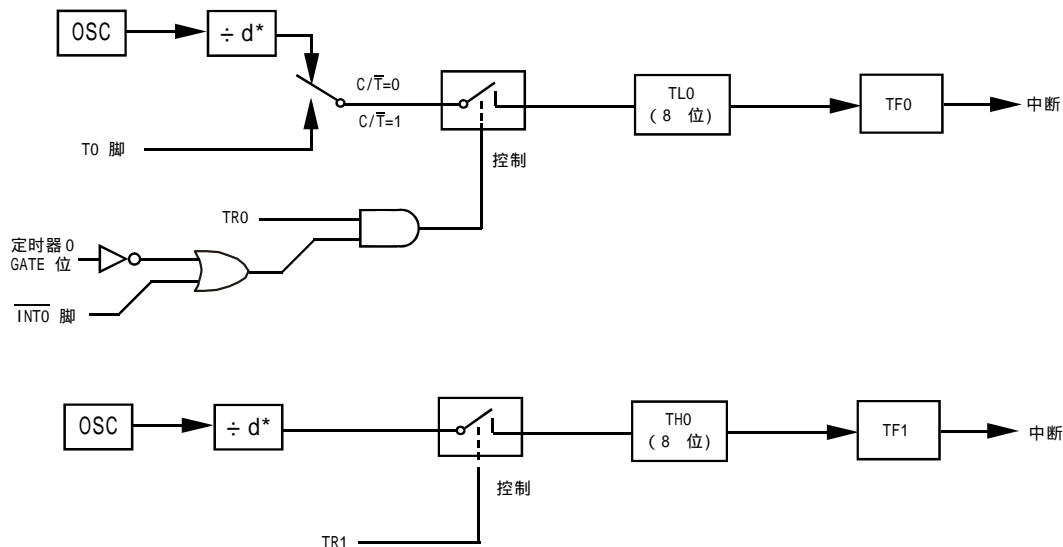 OSC
÷ d*
C/T̅=0
C/T̅=1
TL0
(8 位)
TF0
中断
T0 脚
控制
TR0
定时器0
GATE 位
I̅N̅T̅0̅ 脚
OSC
÷ d*
TH0
(8 位)
TF1
中断
控制
TR1